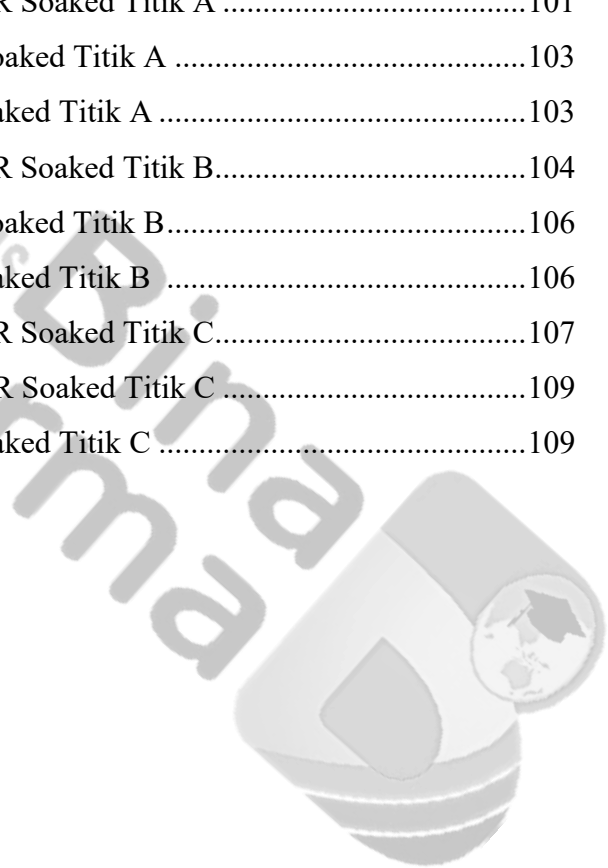 R Soaked Titik A ..........................................101
oaked Titik A ................................................103
aked Titik A ..................................................103
R Soaked Titik B...........................................104
oaked Titik B.................................................106
aked Titik B .................................................106
R Soaked Titik C...........................................107
R Soaked Titik C ..........................................109
aked Titik C ..................................................109
Bina